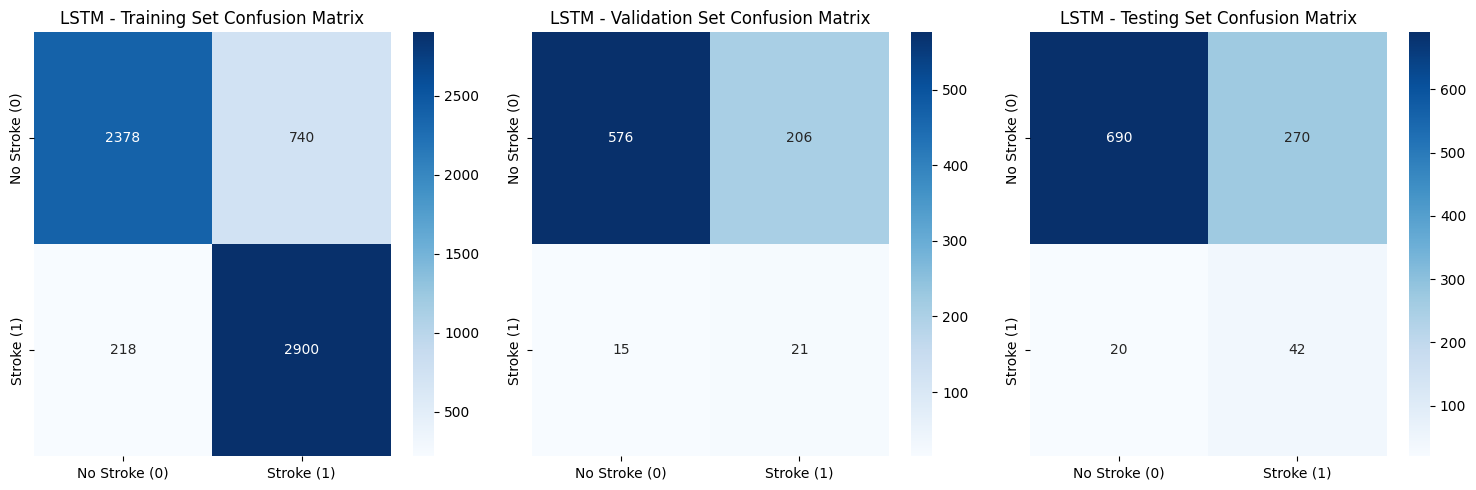 LSTM - Training Set Confusion Matrix
No Stroke (0)
Stroke (1)
2378
740
218
2900
No Stroke (0)
Stroke (1)
2500
2000
1500
1000
500
LSTM - Validation Set Confusion Matrix
No Stroke (0)
Stroke (1)
576
206
15
21
No Stroke (0)
Stroke (1)
500
400
300
200
100
LSTM - Testing Set Confusion Matrix
No Stroke (0)
Stroke (1)
690
270
20
42
No Stroke (0)
Stroke (1)
600
500
400
300
200
100